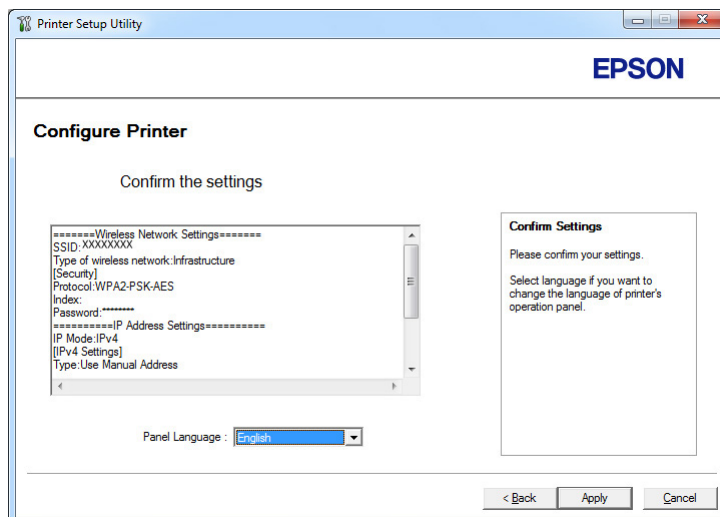 Printer Setup Utility
EPSON
Configure Printer
Confirm the settings
=======Wireless Network Settings=======
SSID:XXXXXXXX
Type of wireless network:Infrastructure
[Security]
Protocol:WPA2-PSK-AES
Index:
Password:********
==========IP Address Settings==========
IP Mode:IPv4
[IPv4 Settings]
Type:Use Manual Address
Confirm Settings
Please confirm your settings.
Select language if you want to
change the language of printer's
operation panel.
Panel Language : English
< Back Apply Cancel